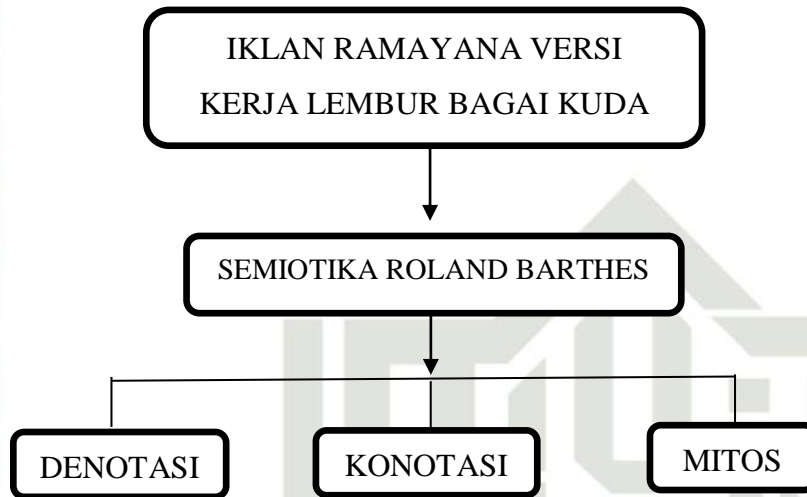 IKLAN RAMAYANA VERSI
KERJA LEMBUR BAGAI KUDA
SEMIOTIKA ROLAND BARTHES
DENOTASI
KONOTASI
MITOS